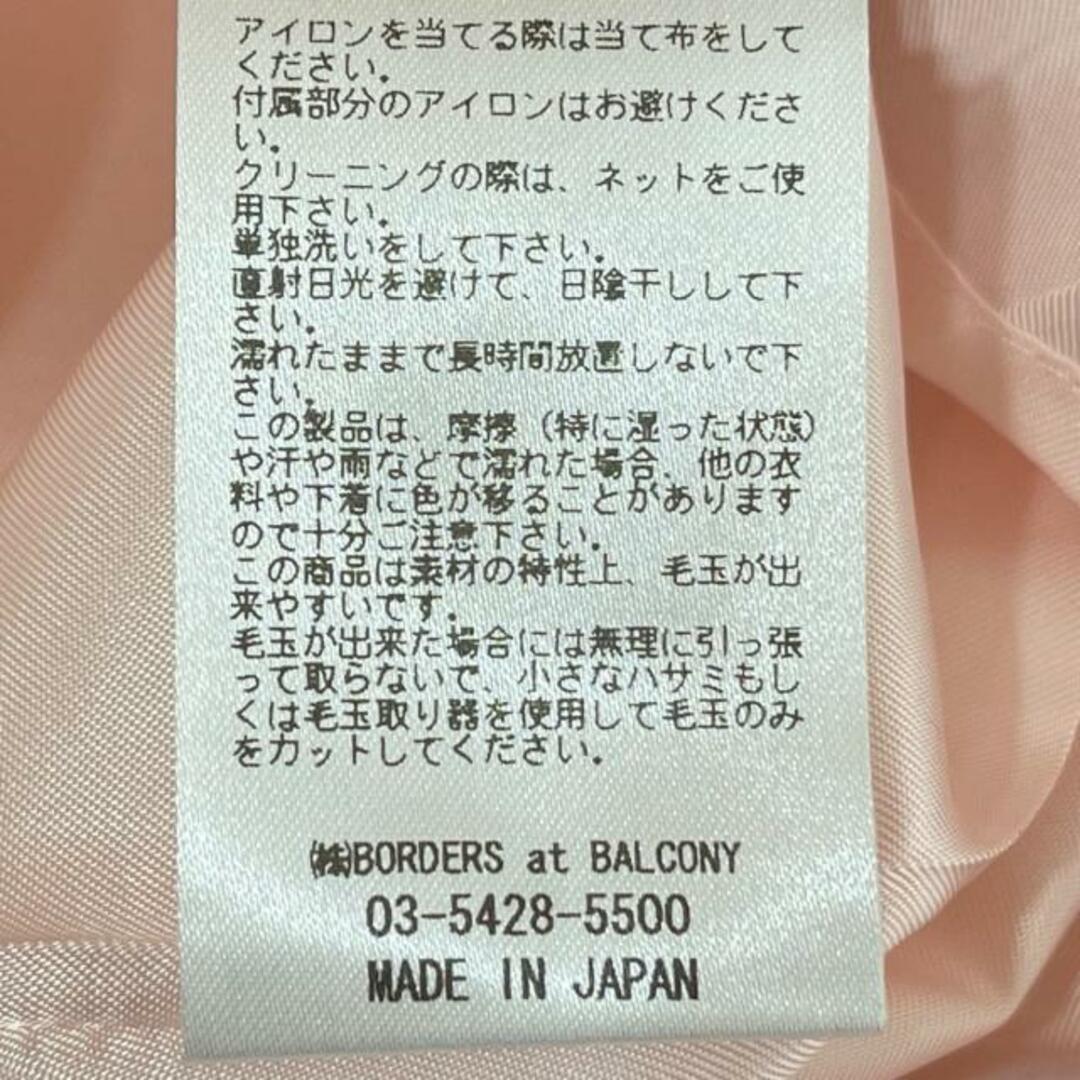 アイロンを当てる際は当て布をして
ください。
付属部分のアイロンはお避けくださ
い。
クリーニングの際は、ネットをご使
用下さい。
単独洗いをして下さい。
直射日光を避けて、日陰干しして下
さい。
濡れたままで長時間放置しないで下
さい。
この製品は、摩擦（特に湿った状態）
や汗や雨などで濡れた場合、他の衣
料や下着に色が移ることがあります
ので十分ご注意下さい。
この商品は素材の特性上、毛玉が出
来やすいです。
毛玉が出来た場合には無理に引っ張
って取らないで、小さなハサミもし
くは毛玉取り器を使用して毛玉のみ
をカットしてください。
㈱BORDERS at BALCONY
03-5428-5500
MADE IN JAPAN